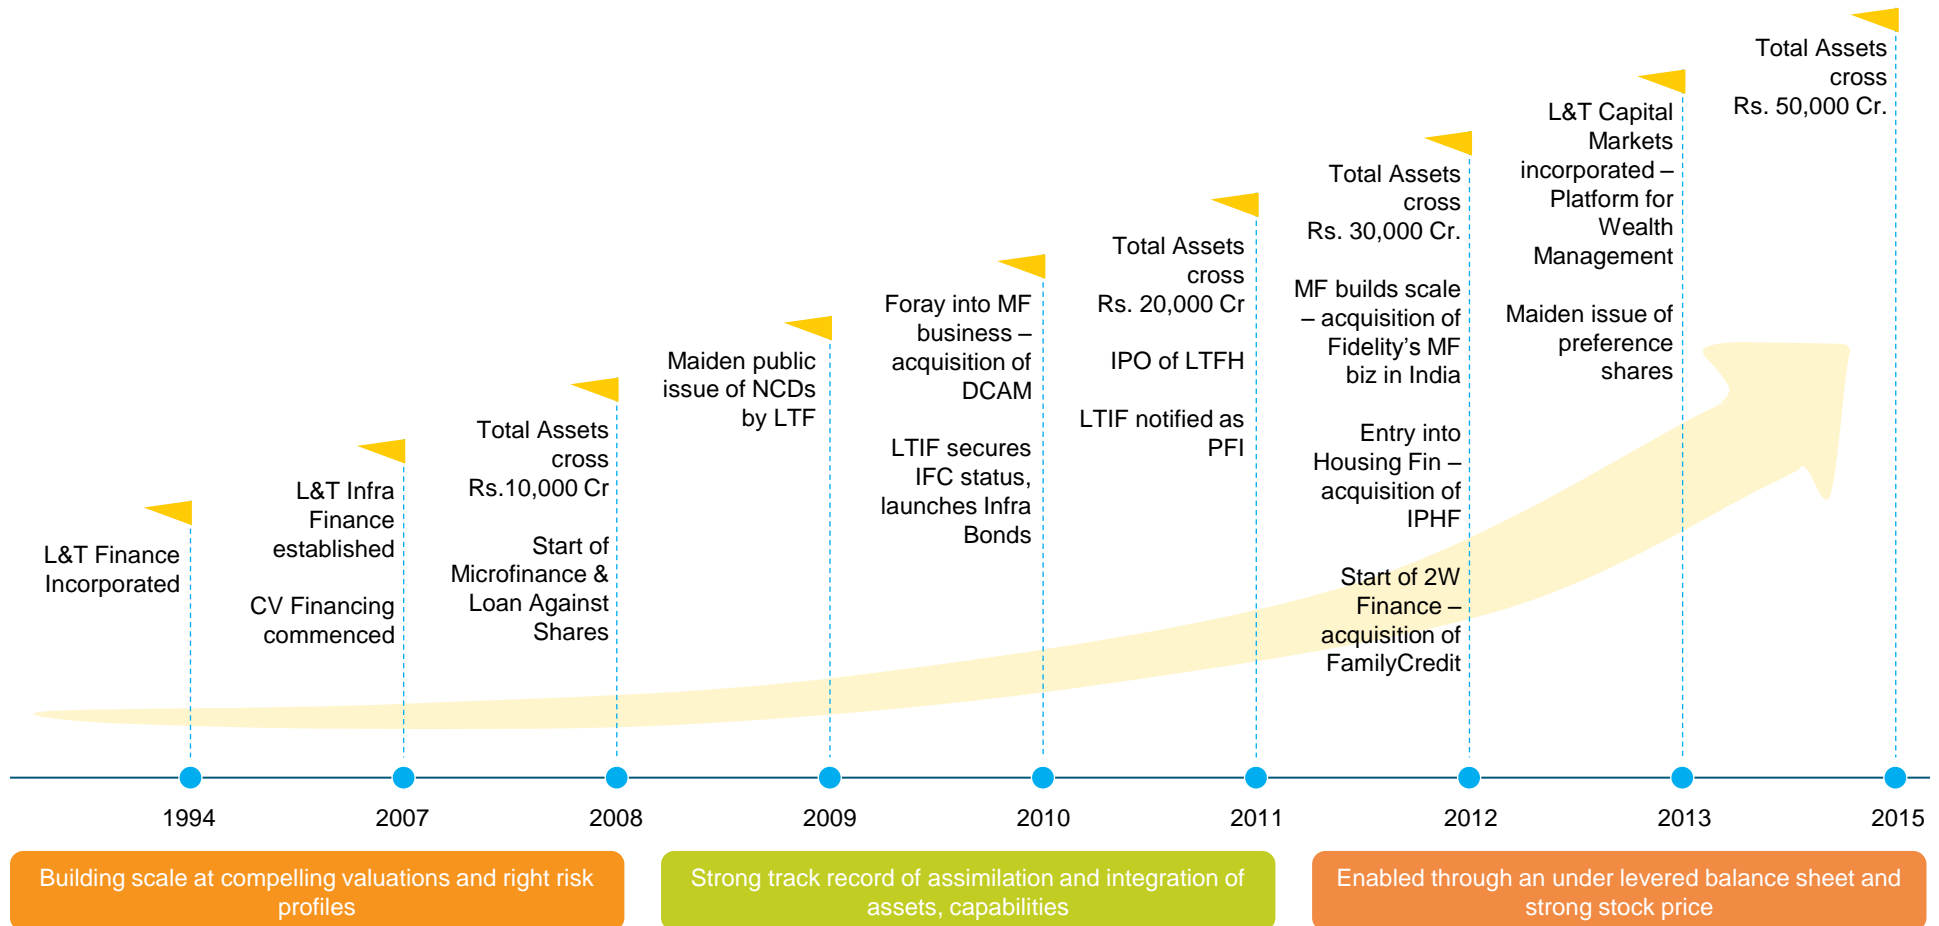 L&T Finance
Incorporated
L&T Infra
Finance
established
CV Financing
commenced
Total Assets
cross
Rs.10,000 Cr
Start of
Microfinance &
Loan Against
Shares
Maiden public
issue of NCDs
by LTF
Foray into MF
business –
acquisition of
DCAM
LTIF secures
IFC status,
launches Infra
Bonds
Total Assets
cross
Rs. 20,000 Cr
IPO of LTFH
LTIF notified as
PFI
Total Assets
cross
Rs. 30,000 Cr.
MF builds scale
– acquisition of
Fidelity’s MF
biz in India
Entry into
Housing Fin –
acquisition of
IPHF
Start of 2W
Finance –
acquisition of
FamilyCredit
L&T Capital
Markets
incorporated –
Platform for
Wealth
Management
Maiden issue of
preference
shares
Total Assets
cross
Rs. 50,000 Cr.
1994
2007
2008
2009
2010
2011
2012
2013
2015
Building scale at compelling valuations and right risk
profiles
Strong track record of assimilation and integration of
assets, capabilities
Enabled through an under levered balance sheet and
strong stock price